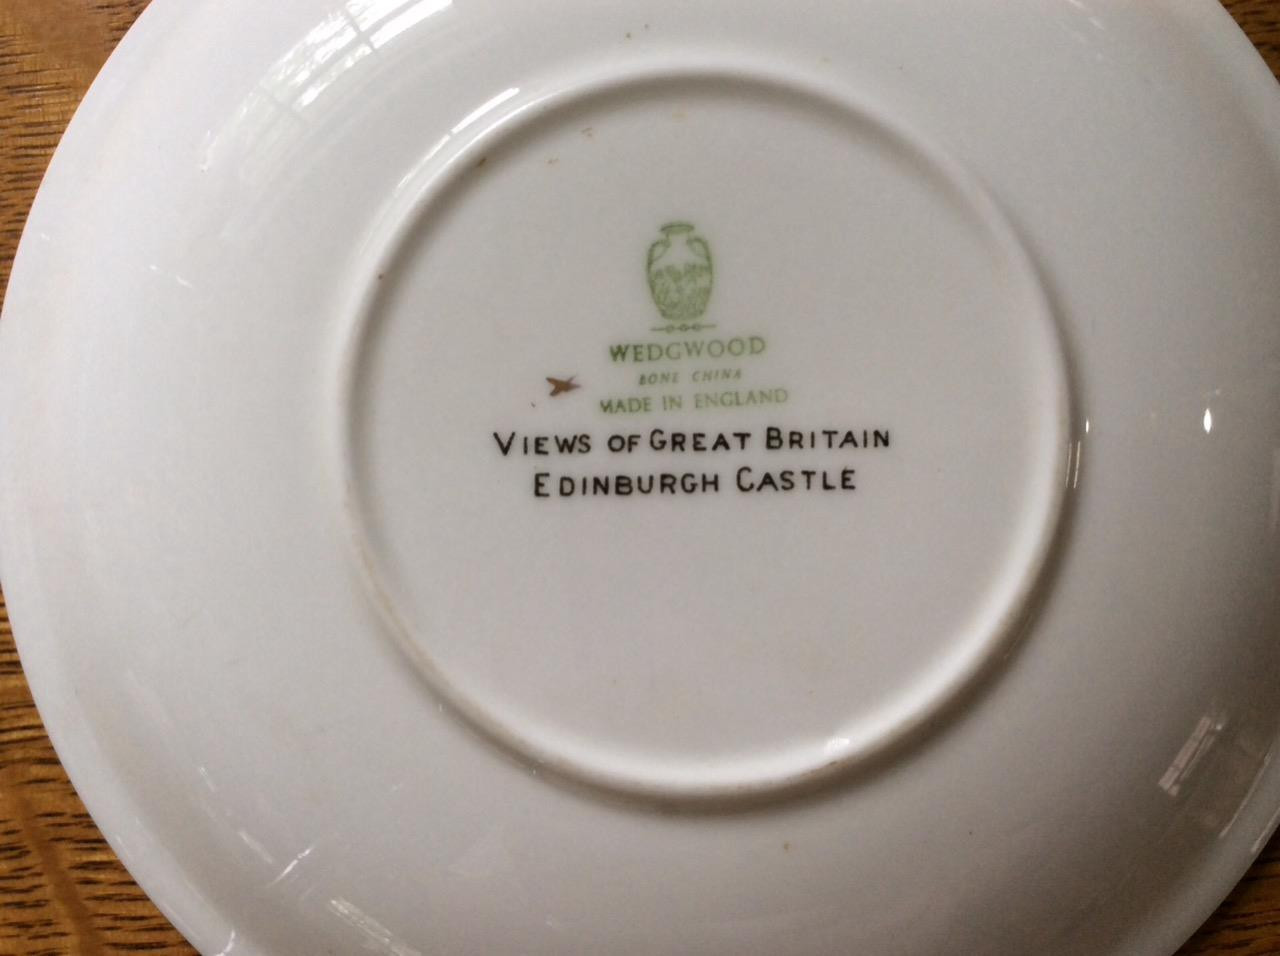 WEDGWOOD
BONE CHINA
MADE IN ENGLAND
VIEWS OF GREAT BRITAIN
EDINBURGH CASTLE